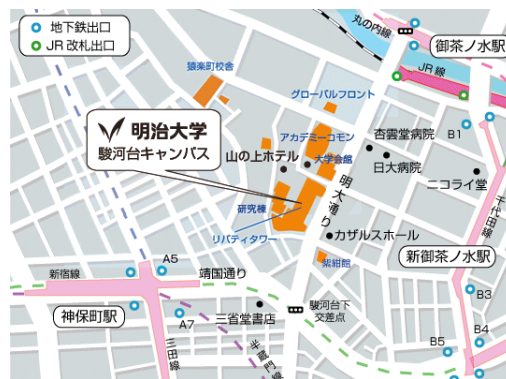 地下鉄出口
JR 改札出口
丸の内線
御茶ノ水駅
JR 線
猿楽町校舎
グローバルフロント
B1
明治大学
駿河台キャンパス
アカデミーコモン
杏雲堂病院
山の上ホテル
大学会館
日大病院
ニコライ堂
明大通り
千代田線
研究棟
リバティタワー
カザルスホール
新御茶ノ水駅
紫紺館
A5
新宿線
靖国通り
B3
神保町駅
A7
三省堂書店
駿河台下
交差点
三田線
半蔵門線
B5
B4